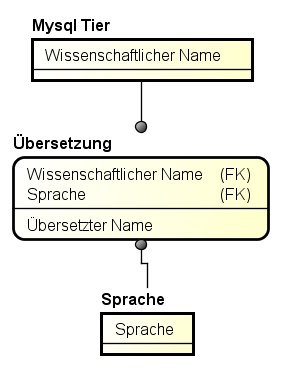 Mysql Tier
Wissenschaftlicher Name
Übersetzung
Wissenschaftlicher Name (FK)
Sprache (FK)
Übersetzter Name
Sprache
Sprache